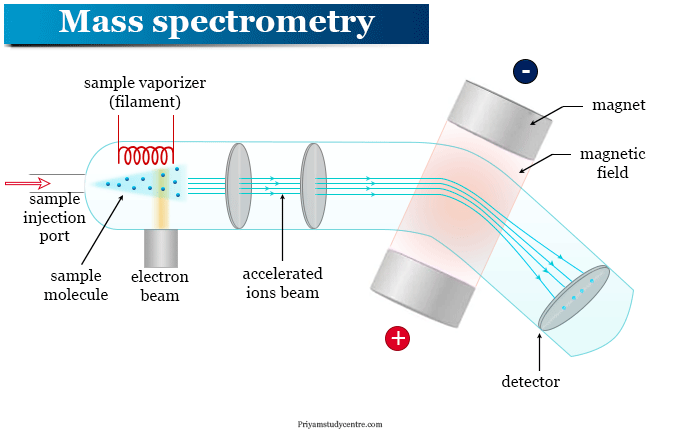 Mass spectrometry
sample vaporizer
(filament)
-
magnet
magnetic
field
sample
injection
port
sample
molecule
electron
beam
accelerated
ions beam
+
detector
Priyamstudycentre.com